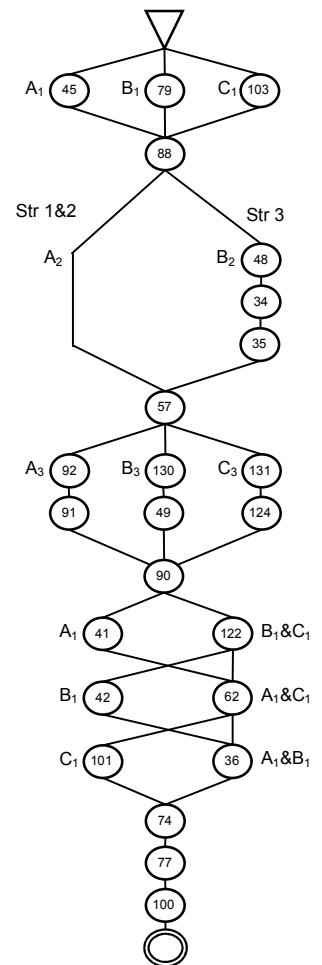 A₁ 45 B₁ 79 C₁ 103
88
Str 1&2 Str 3
A₂ B₂ 48
34
35
57
A₃ 92 B₃ 130 C₃ 131
91 49 124
90
A₁ 41 122 B₁&C₁
B₁ 42 62 A₁&C₁
C₁ 101 36 A₁&B₁
74
77
100